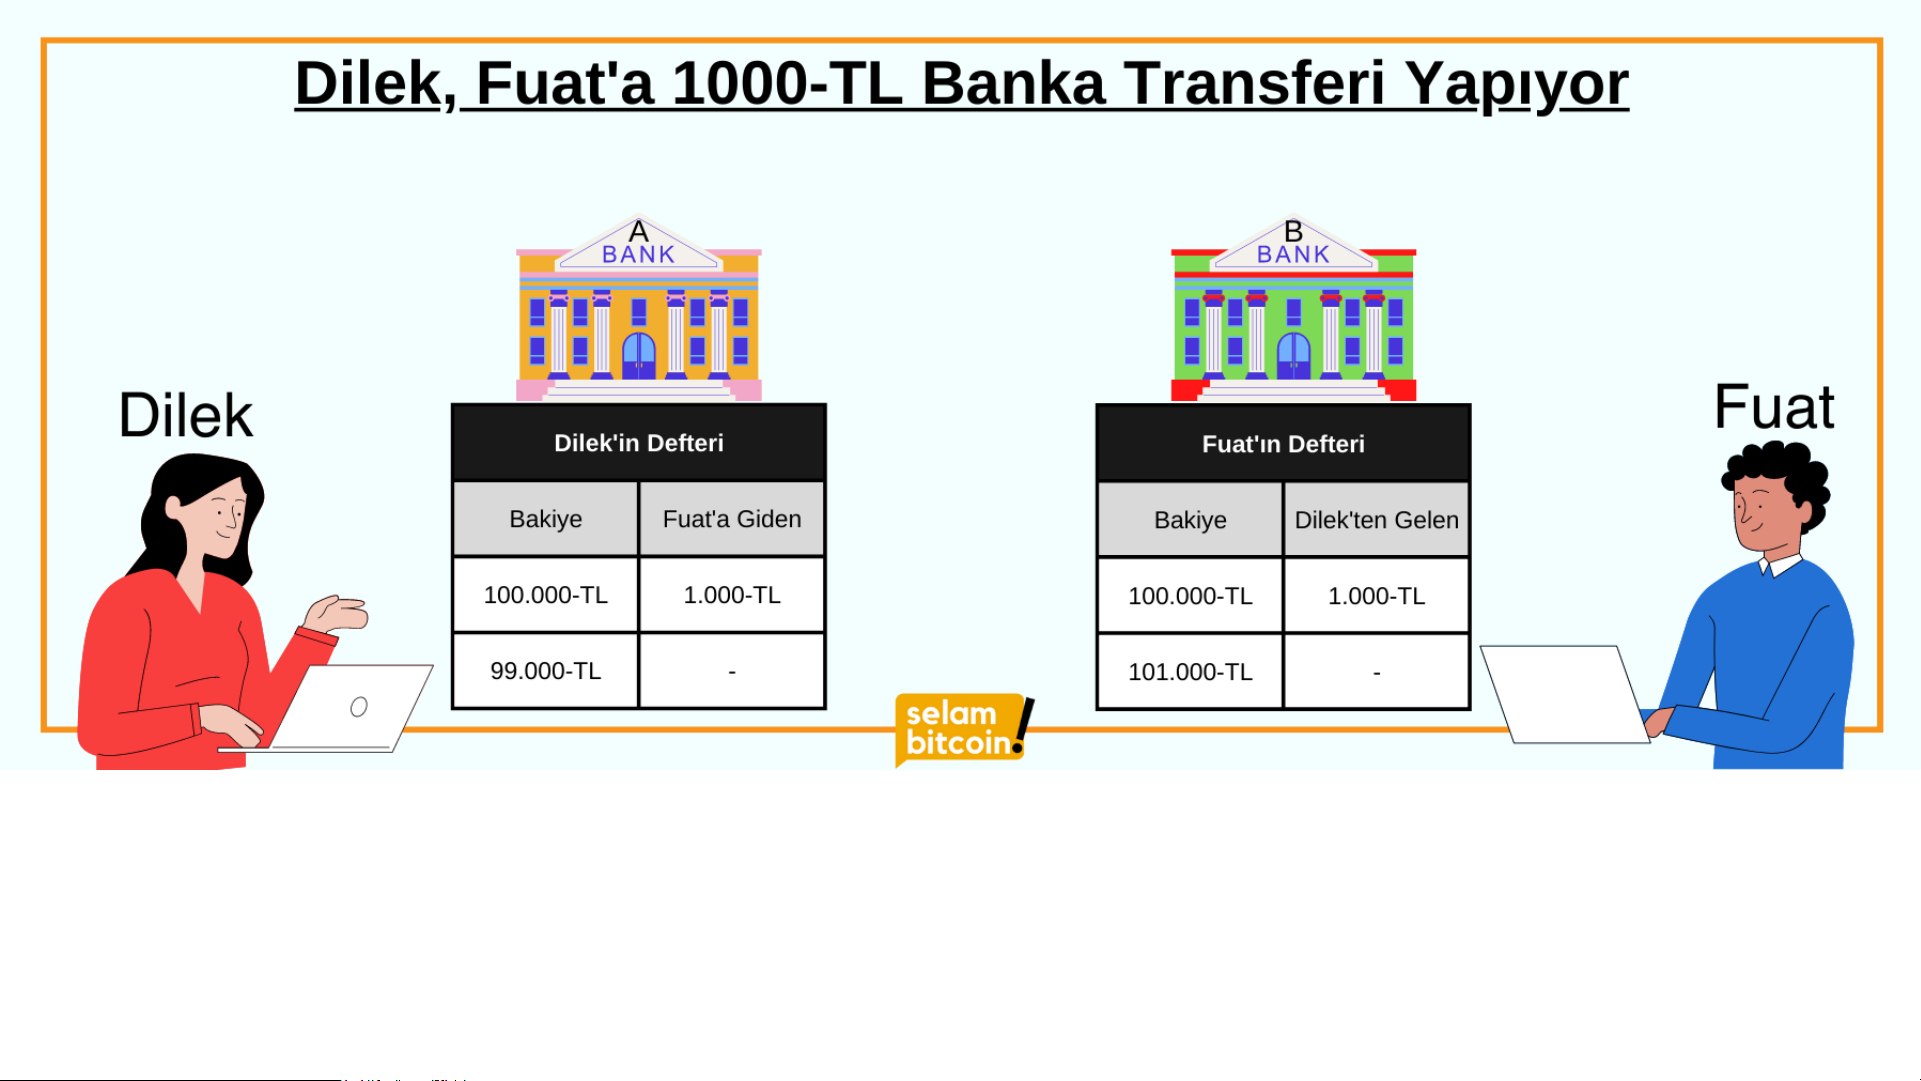 Dilek, Fuat'a 1000-TL Banka Transferi Yapıyor
A
BANK
B
BANK
Dilek
Fuat
Dilek'in Defteri
Bakiye
Fuat'a Giden
100.000-TL
1.000-TL
99.000-TL
-
Fuat'ın Defteri
Bakiye
Dilek'ten Gelen
100.000-TL
1.000-TL
101.000-TL
-
selam
bitcoin!